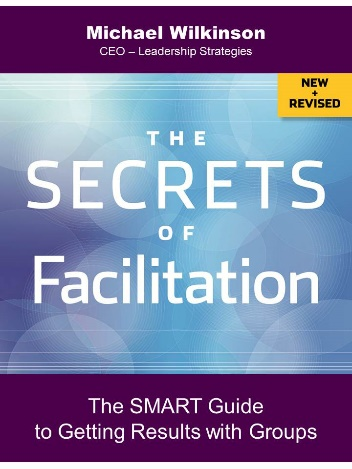 Michael Wilkinson
CEO – Leadership Strategies
NEW
+
REVISED
THE
SECRETS
OF
Facilitation
The SMART Guide
to Getting Results with Groups